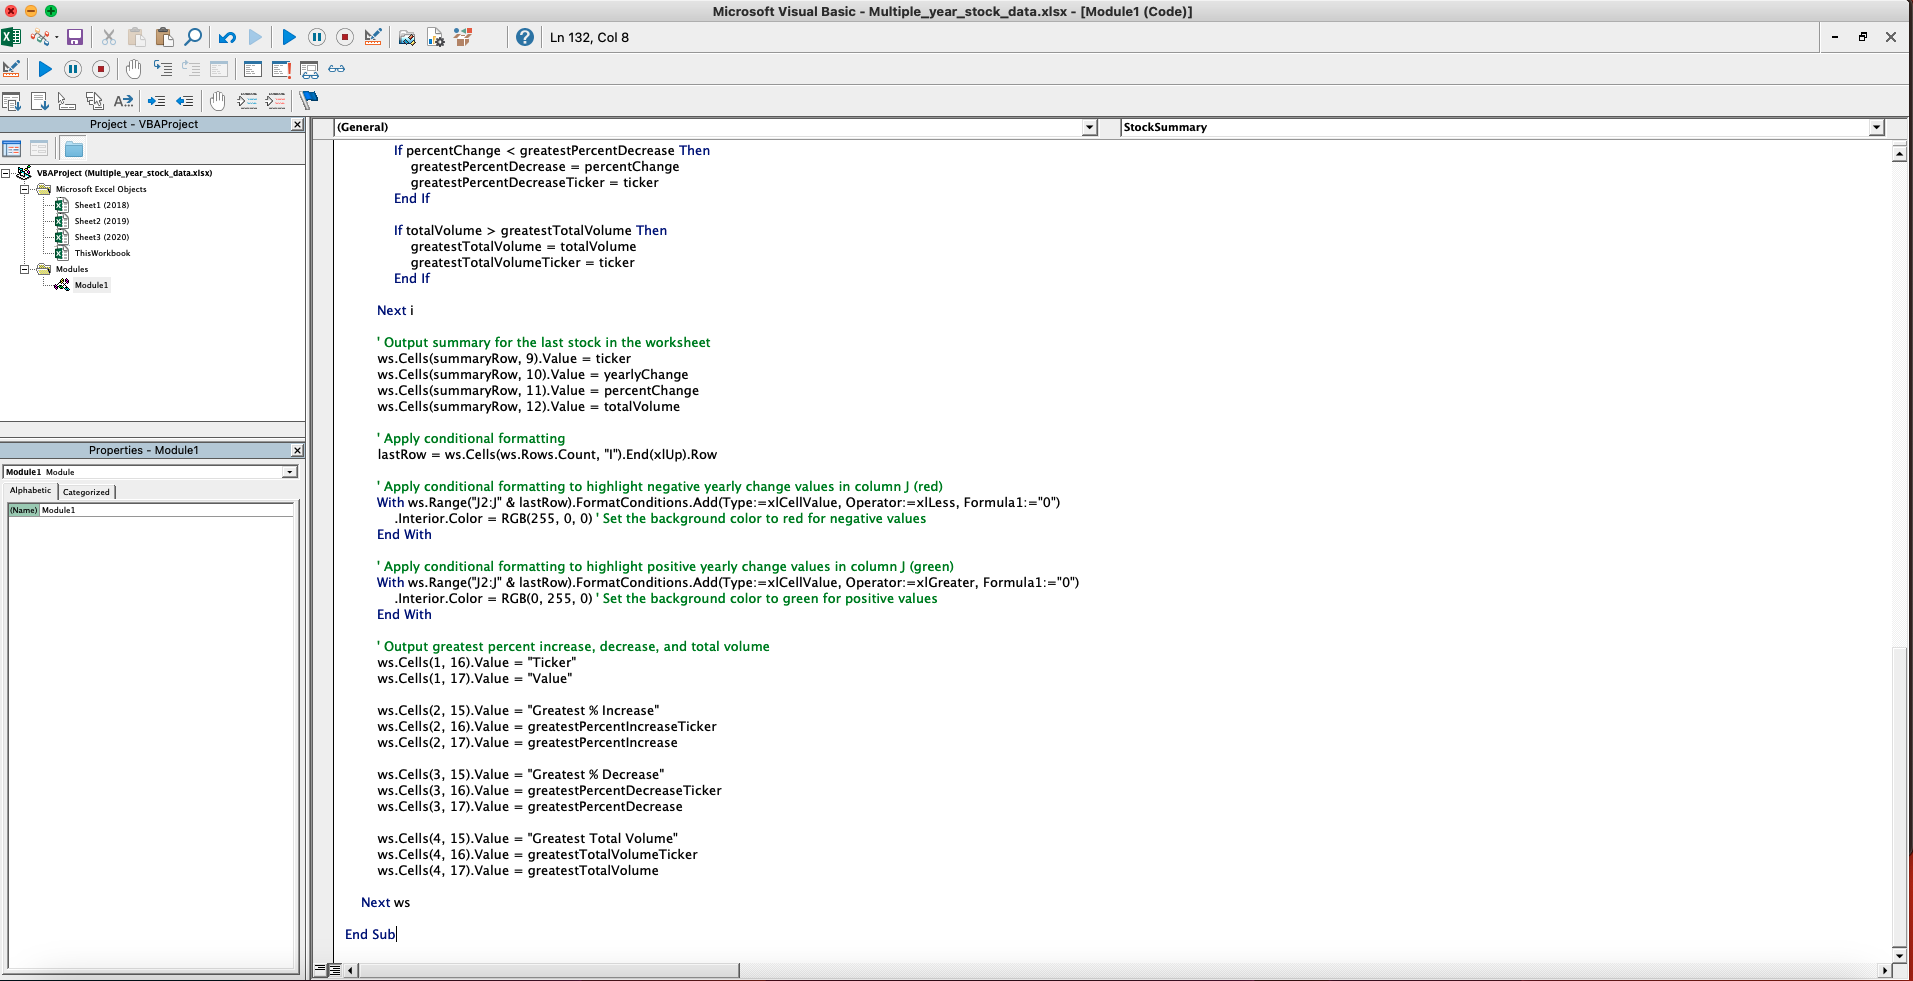 Microsoft Visual Basic - Multiple_year_stock_data.xlsx - [Module1 (Code)]
Ln 132, Col 8
Project - VBAProject
VBAProject (Multiple_year_stock_data.xlsx)
Microsoft Excel Objects
Sheet1 (2018)
Sheet2 (2019)
Sheet3 (2020)
ThisWorkbook
Modules
Module1
Properties - Module1
Module1 Module
Alphabetic Categorized
(Name) Module1
(General) StockSummary
If percentChange < greatestPercentDecrease Then
greatestPercentDecrease = percentChange
greatestPercentDecreaseTicker = ticker
End If
If totalVolume > greatestTotalVolume Then
greatestTotalVolume = totalVolume
greatestTotalVolumeTicker = ticker
End If
Next i
' Output summary for the last stock in the worksheet
ws.Cells(summaryRow, 9).Value = ticker
ws.Cells(summaryRow, 10).Value = yearlyChange
ws.Cells(summaryRow, 11).Value = percentChange
ws.Cells(summaryRow, 12).Value = totalVolume
' Apply conditional formatting
lastRow = ws.Cells(ws.Rows.Count, "I").End(xlUp).Row
' Apply conditional formatting to highlight negative yearly change values in column J (red)
With ws.Range("J2:J" & lastRow).FormatConditions.Add(Type:=xlCellValue, Operator:=xlLess, Formula1:="0")
.Interior.Color = RGB(255, 0, 0) ' Set the background color to red for negative values
End With
' Apply conditional formatting to highlight positive yearly change values in column J (green)
With ws.Range("J2:J" & lastRow).FormatConditions.Add(Type:=xlCellValue, Operator:=xlGreater, Formula1:="0")
.Interior.Color = RGB(0, 255, 0) ' Set the background color to green for positive values
End With
' Output greatest percent increase, decrease, and total volume
ws.Cells(1, 16).Value = "Ticker"
ws.Cells(1, 17).Value = "Value"
ws.Cells(2, 15).Value = "Greatest % Increase"
ws.Cells(2, 16).Value = greatestPercentIncreaseTicker
ws.Cells(2, 17).Value = greatestPercentIncrease
ws.Cells(3, 15).Value = "Greatest % Decrease"
ws.Cells(3, 16).Value = greatestPercentDecreaseTicker
ws.Cells(3, 17).Value = greatestPercentDecrease
ws.Cells(4, 15).Value = "Greatest Total Volume"
ws.Cells(4, 16).Value = greatestTotalVolumeTicker
ws.Cells(4, 17).Value = greatestTotalVolume
Next ws
End Sub